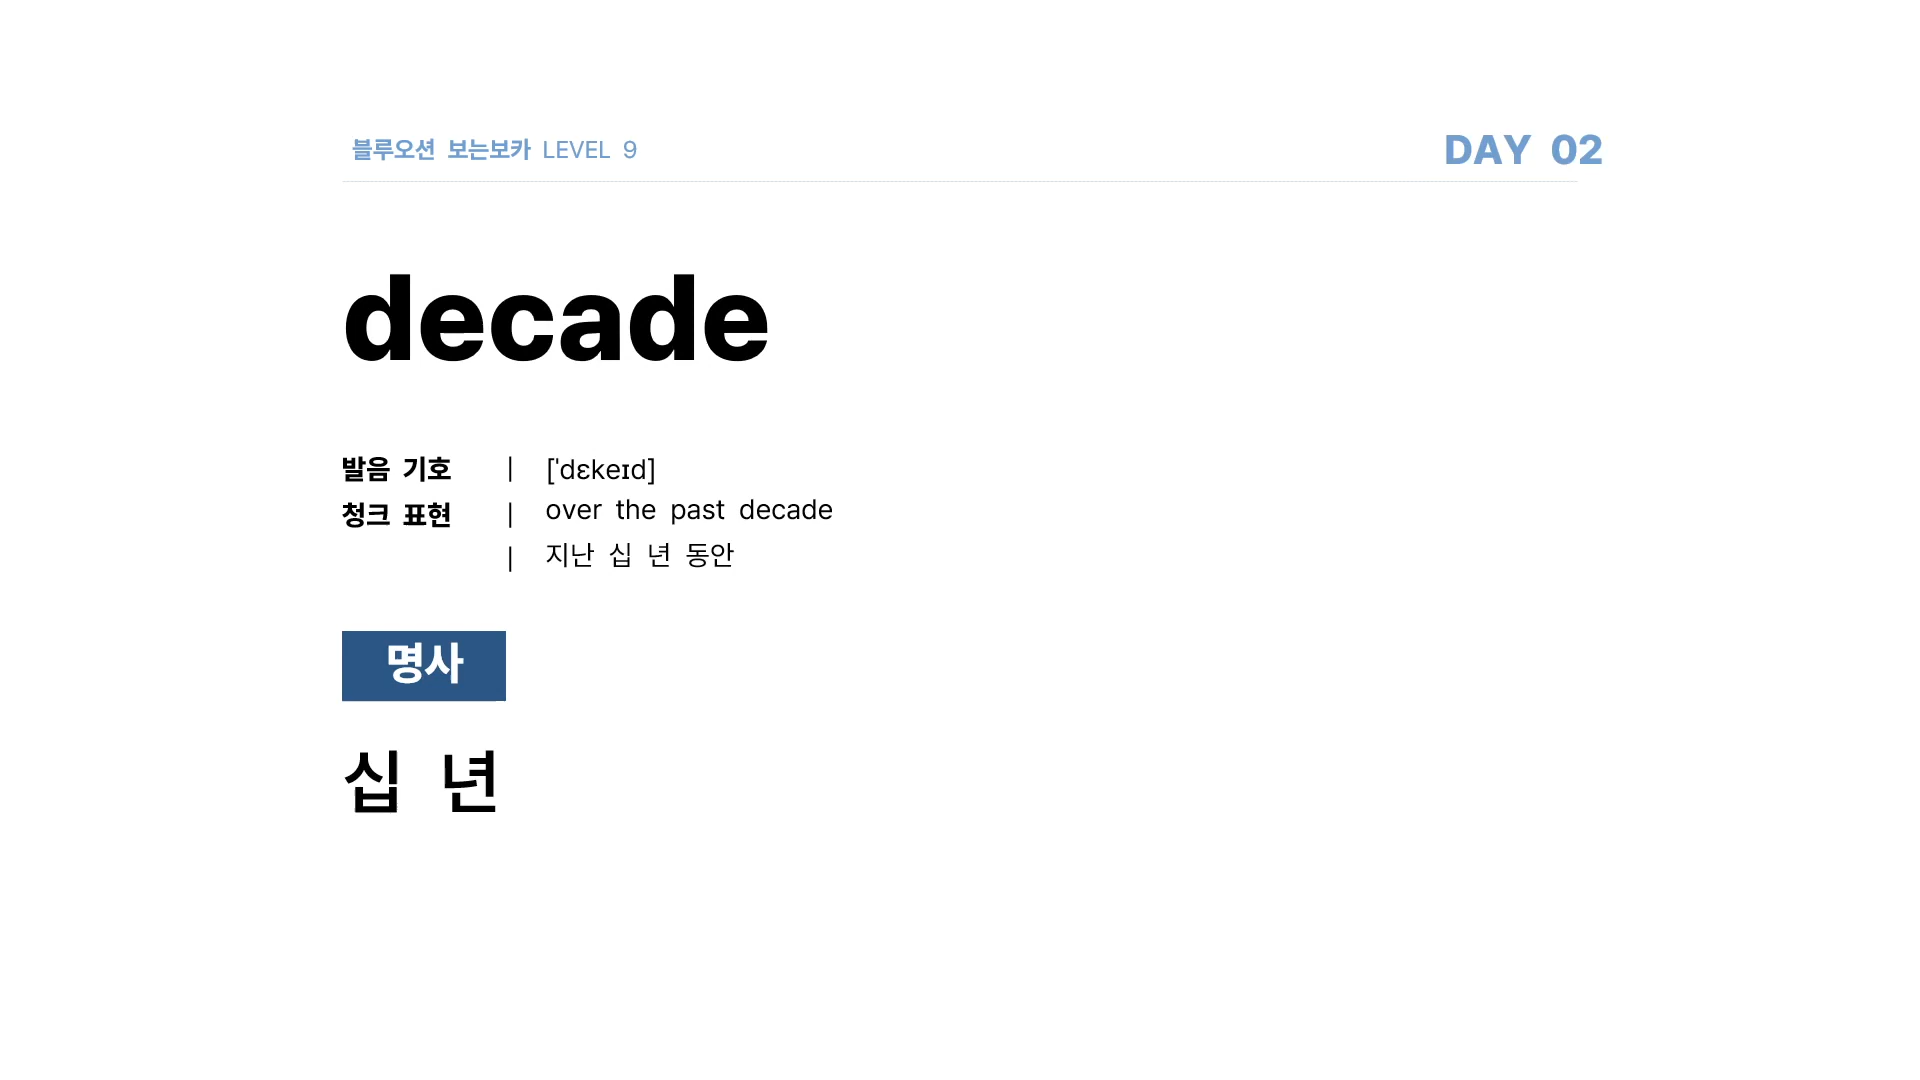 블루오션 보는보카 LEVEL 9
DAY 02
decade
발음 기호 | [ˈdɛkeɪd]
청크 표현 | over the past decade
| 지난 십 년 동안
명사
십 년